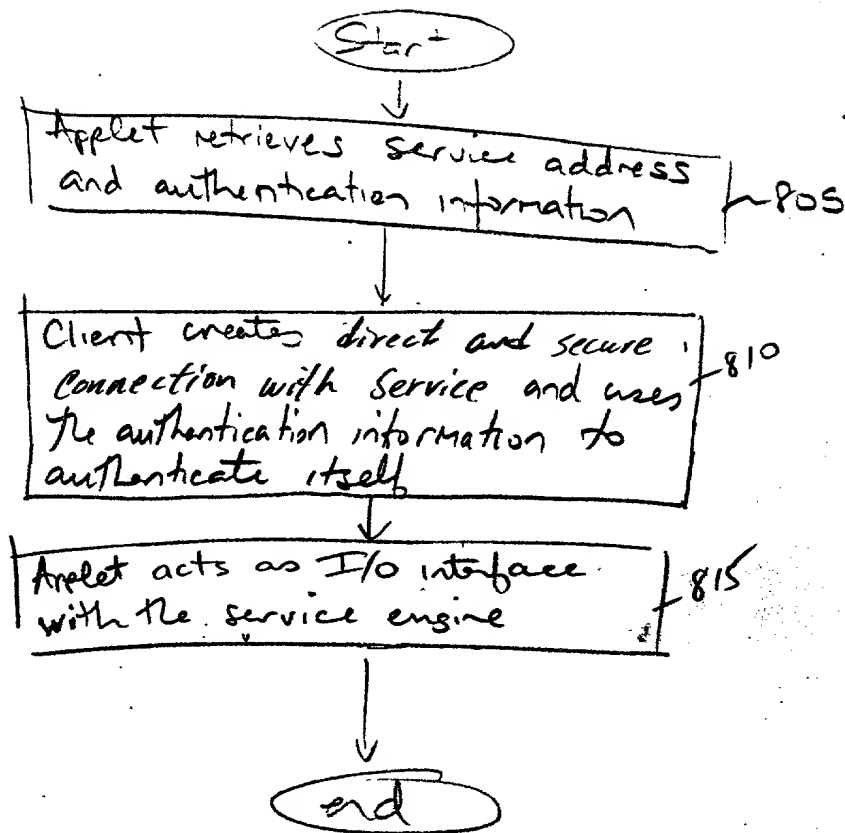 Start
Applet retrieves service address
and authentication information
805
Client creates direct and secure
connection with service and uses
the authentication information to
authenticate itself
810
Applet acts as I/o interface
with the service engine
815
end